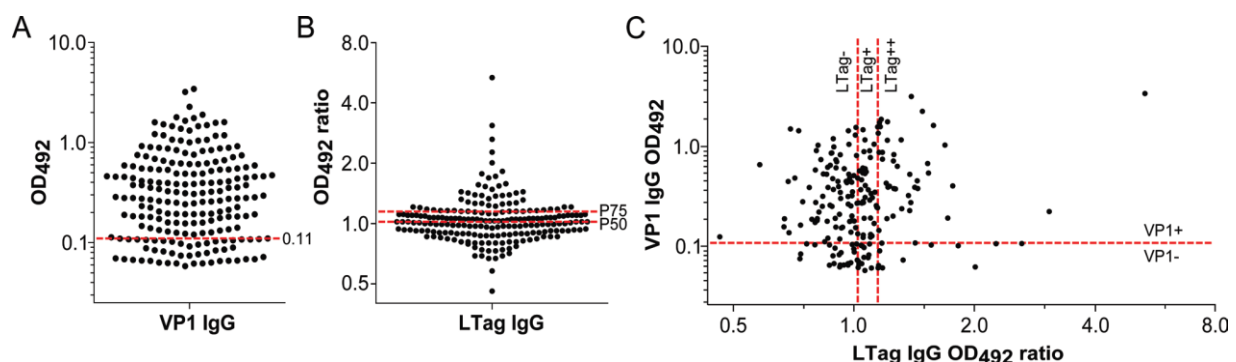 A
OD492
10.0
1.0
0.1
0.11
VP1 IgG
B
OD492 ratio
8.0
4.0
2.0
1.0
0.5
P75
P50
LTag IgG
C
VP1 IgG OD492
10.0
1.0
0.1
LTag-
LTag+
LTag++
VP1+
VP1-
0.5
1.0
2.0
4.0
8.0
LTag IgG OD492 ratio